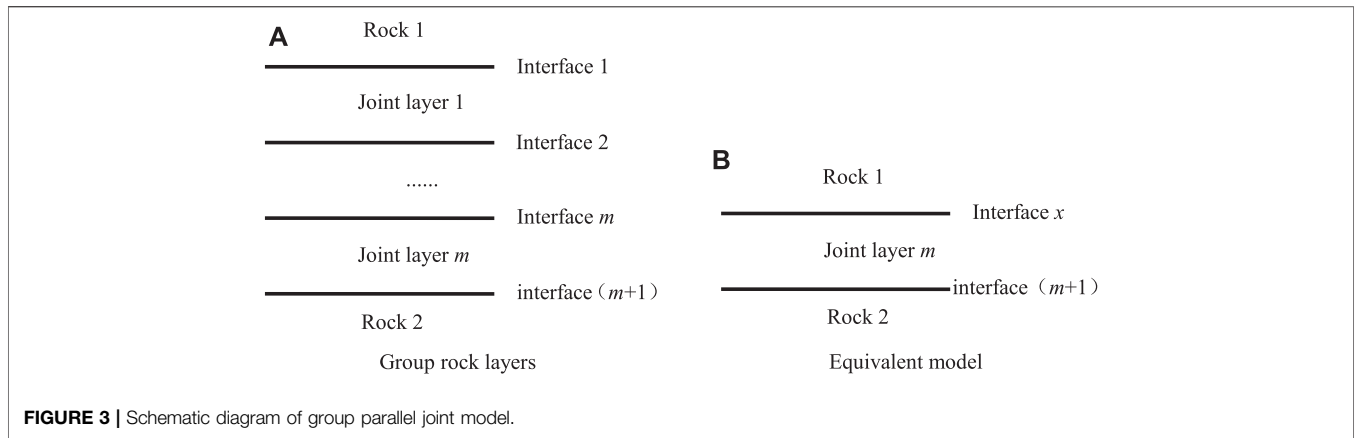 A
Rock 1
Interface 1
Joint layer 1
Interface 2
......
Interface m
Joint layer m
interface（m+1）
Rock 2
Group rock layers
B
Rock 1
Interface x
Joint layer m
interface（m+1）
Rock 2
Equivalent model
FIGURE 3 | Schematic diagram of group parallel joint model.